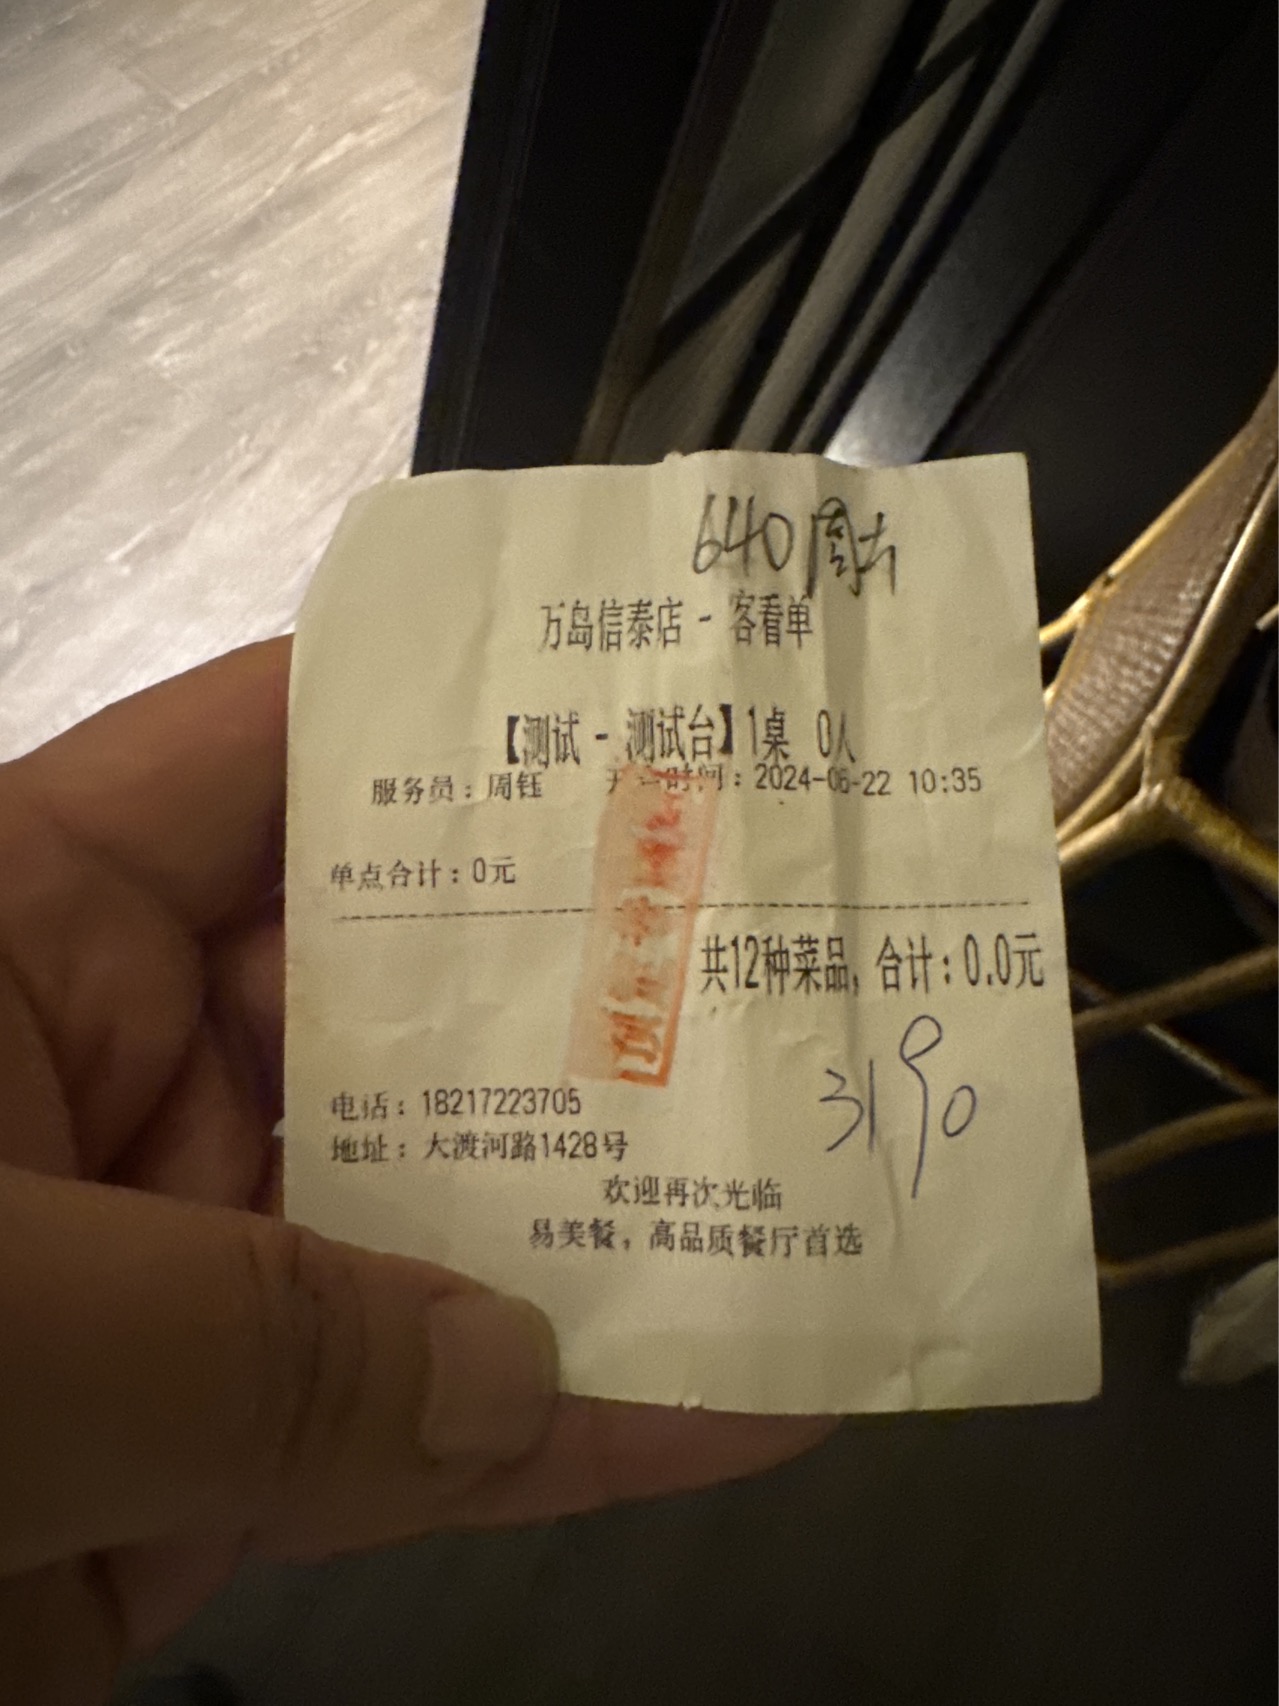 640 周
万岛信泰店 - 客看单
【测试 - 测试台】1桌 0人
服务员：周钰 时间：2024-06-22 10:35
单点合计：0元
共12种菜品，合计：0.0元
3190
电话：18217223705
地址：大渡河路1428号
欢迎再次光临
易美餐，高品质餐厅首选